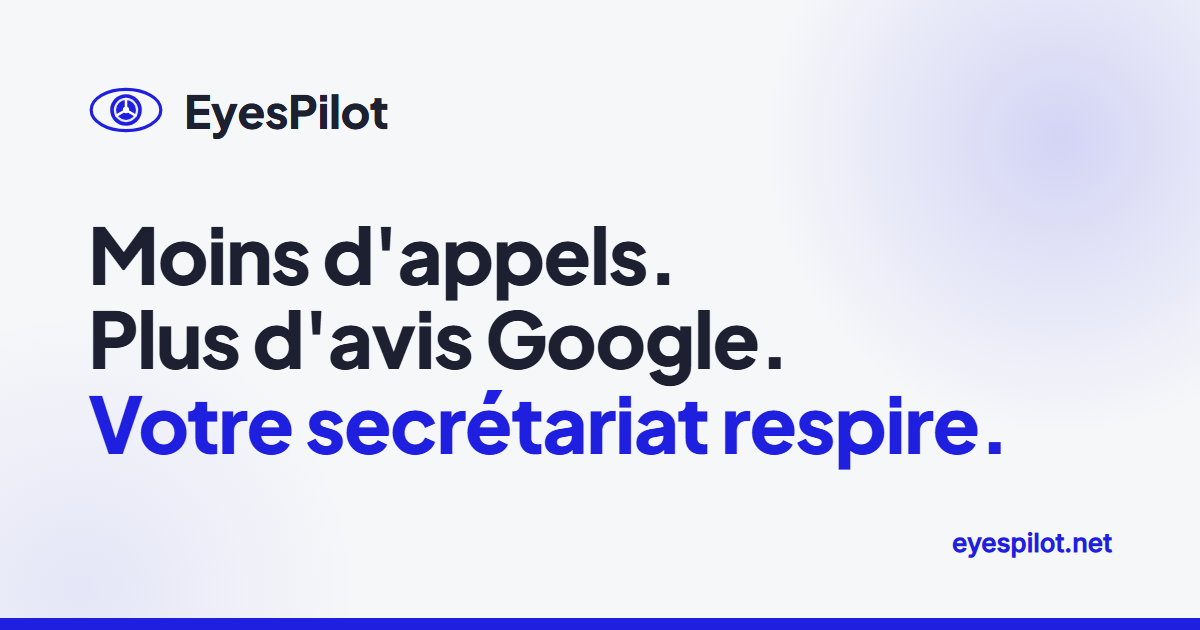 EyesPilot
Moins d'appels.
Plus d'avis Google.
Votre secrétariat respire.
eyespilot.net